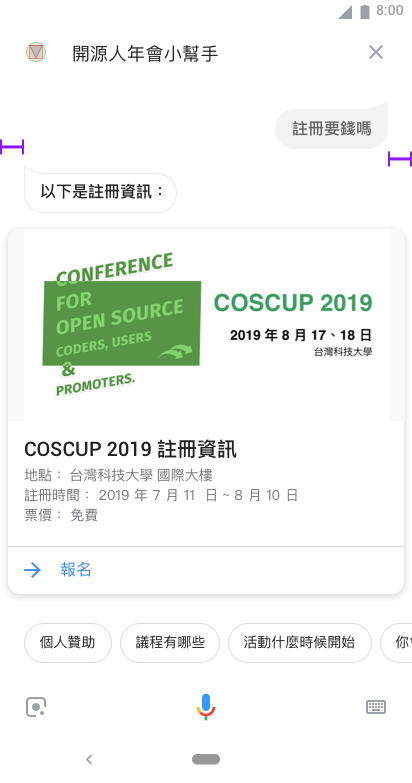 8:00
開源人年會小幫手
註冊要錢嗎
以下是註冊資訊：
CONFERENCE
FOR
OPEN SOURCE
CODERS, USERS
&
PROMOTERS.
COSCUP 2019
2019 年 8 月 17、18 日
台灣科技大學
COSCUP 2019 註冊資訊
地點： 台灣科技大學 國際大樓
註冊時間： 2019 年 7 月 11 日 ~ 8 月 10 日
票價： 免費
報名
個人贊助
議程有哪些
活動什麼時候開始
你